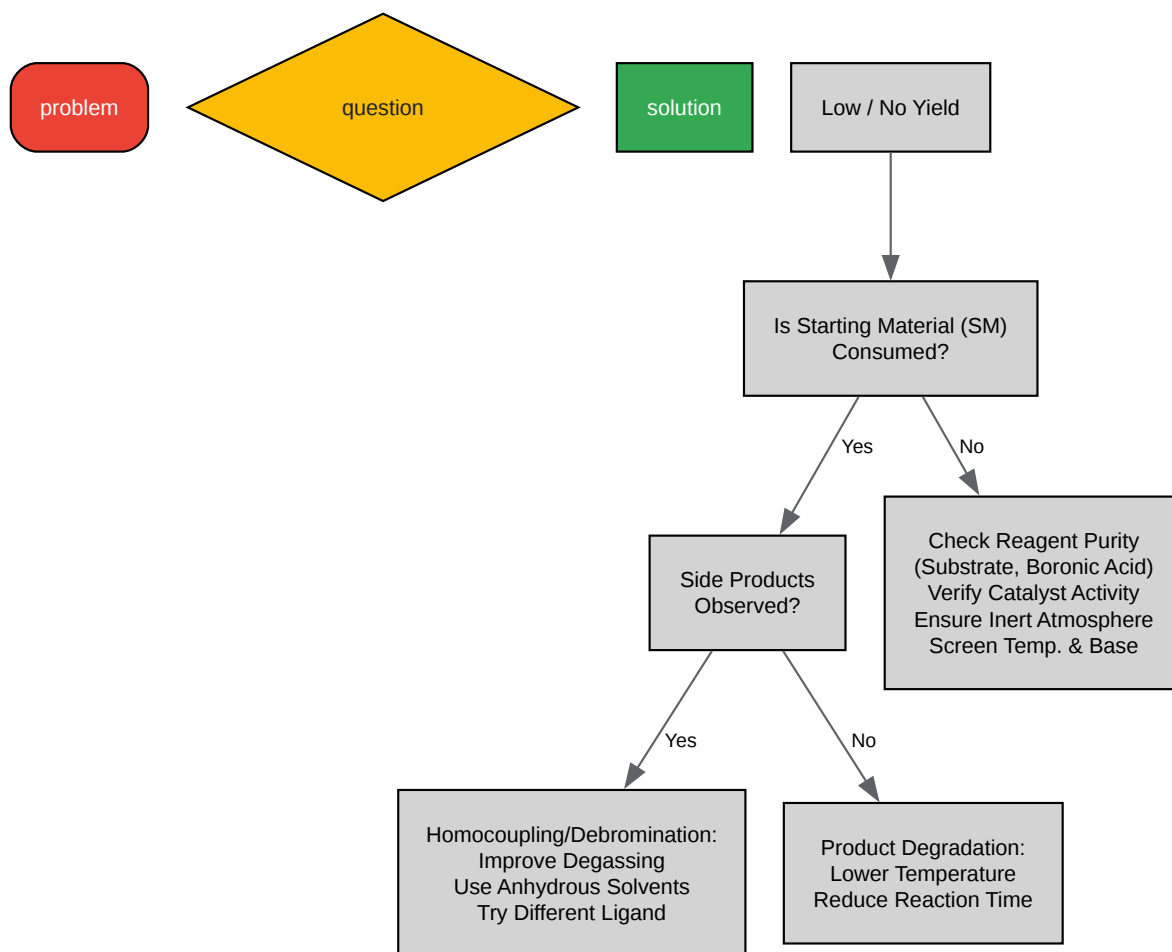 problem
question
solution
Low / No Yield
Is Starting Material (SM)
Consumed?
Yes
No
Side Products
Observed?
Check Reagent Purity
(Substrate, Boronic Acid)
Verify Catalyst Activity
Ensure Inert Atmosphere
Screen Temp. & Base
Yes
No
Homocoupling/Debromination:
Improve Degassing
Use Anhydrous Solvents
Try Different Ligand
Product Degradation:
Lower Temperature
Reduce Reaction Time